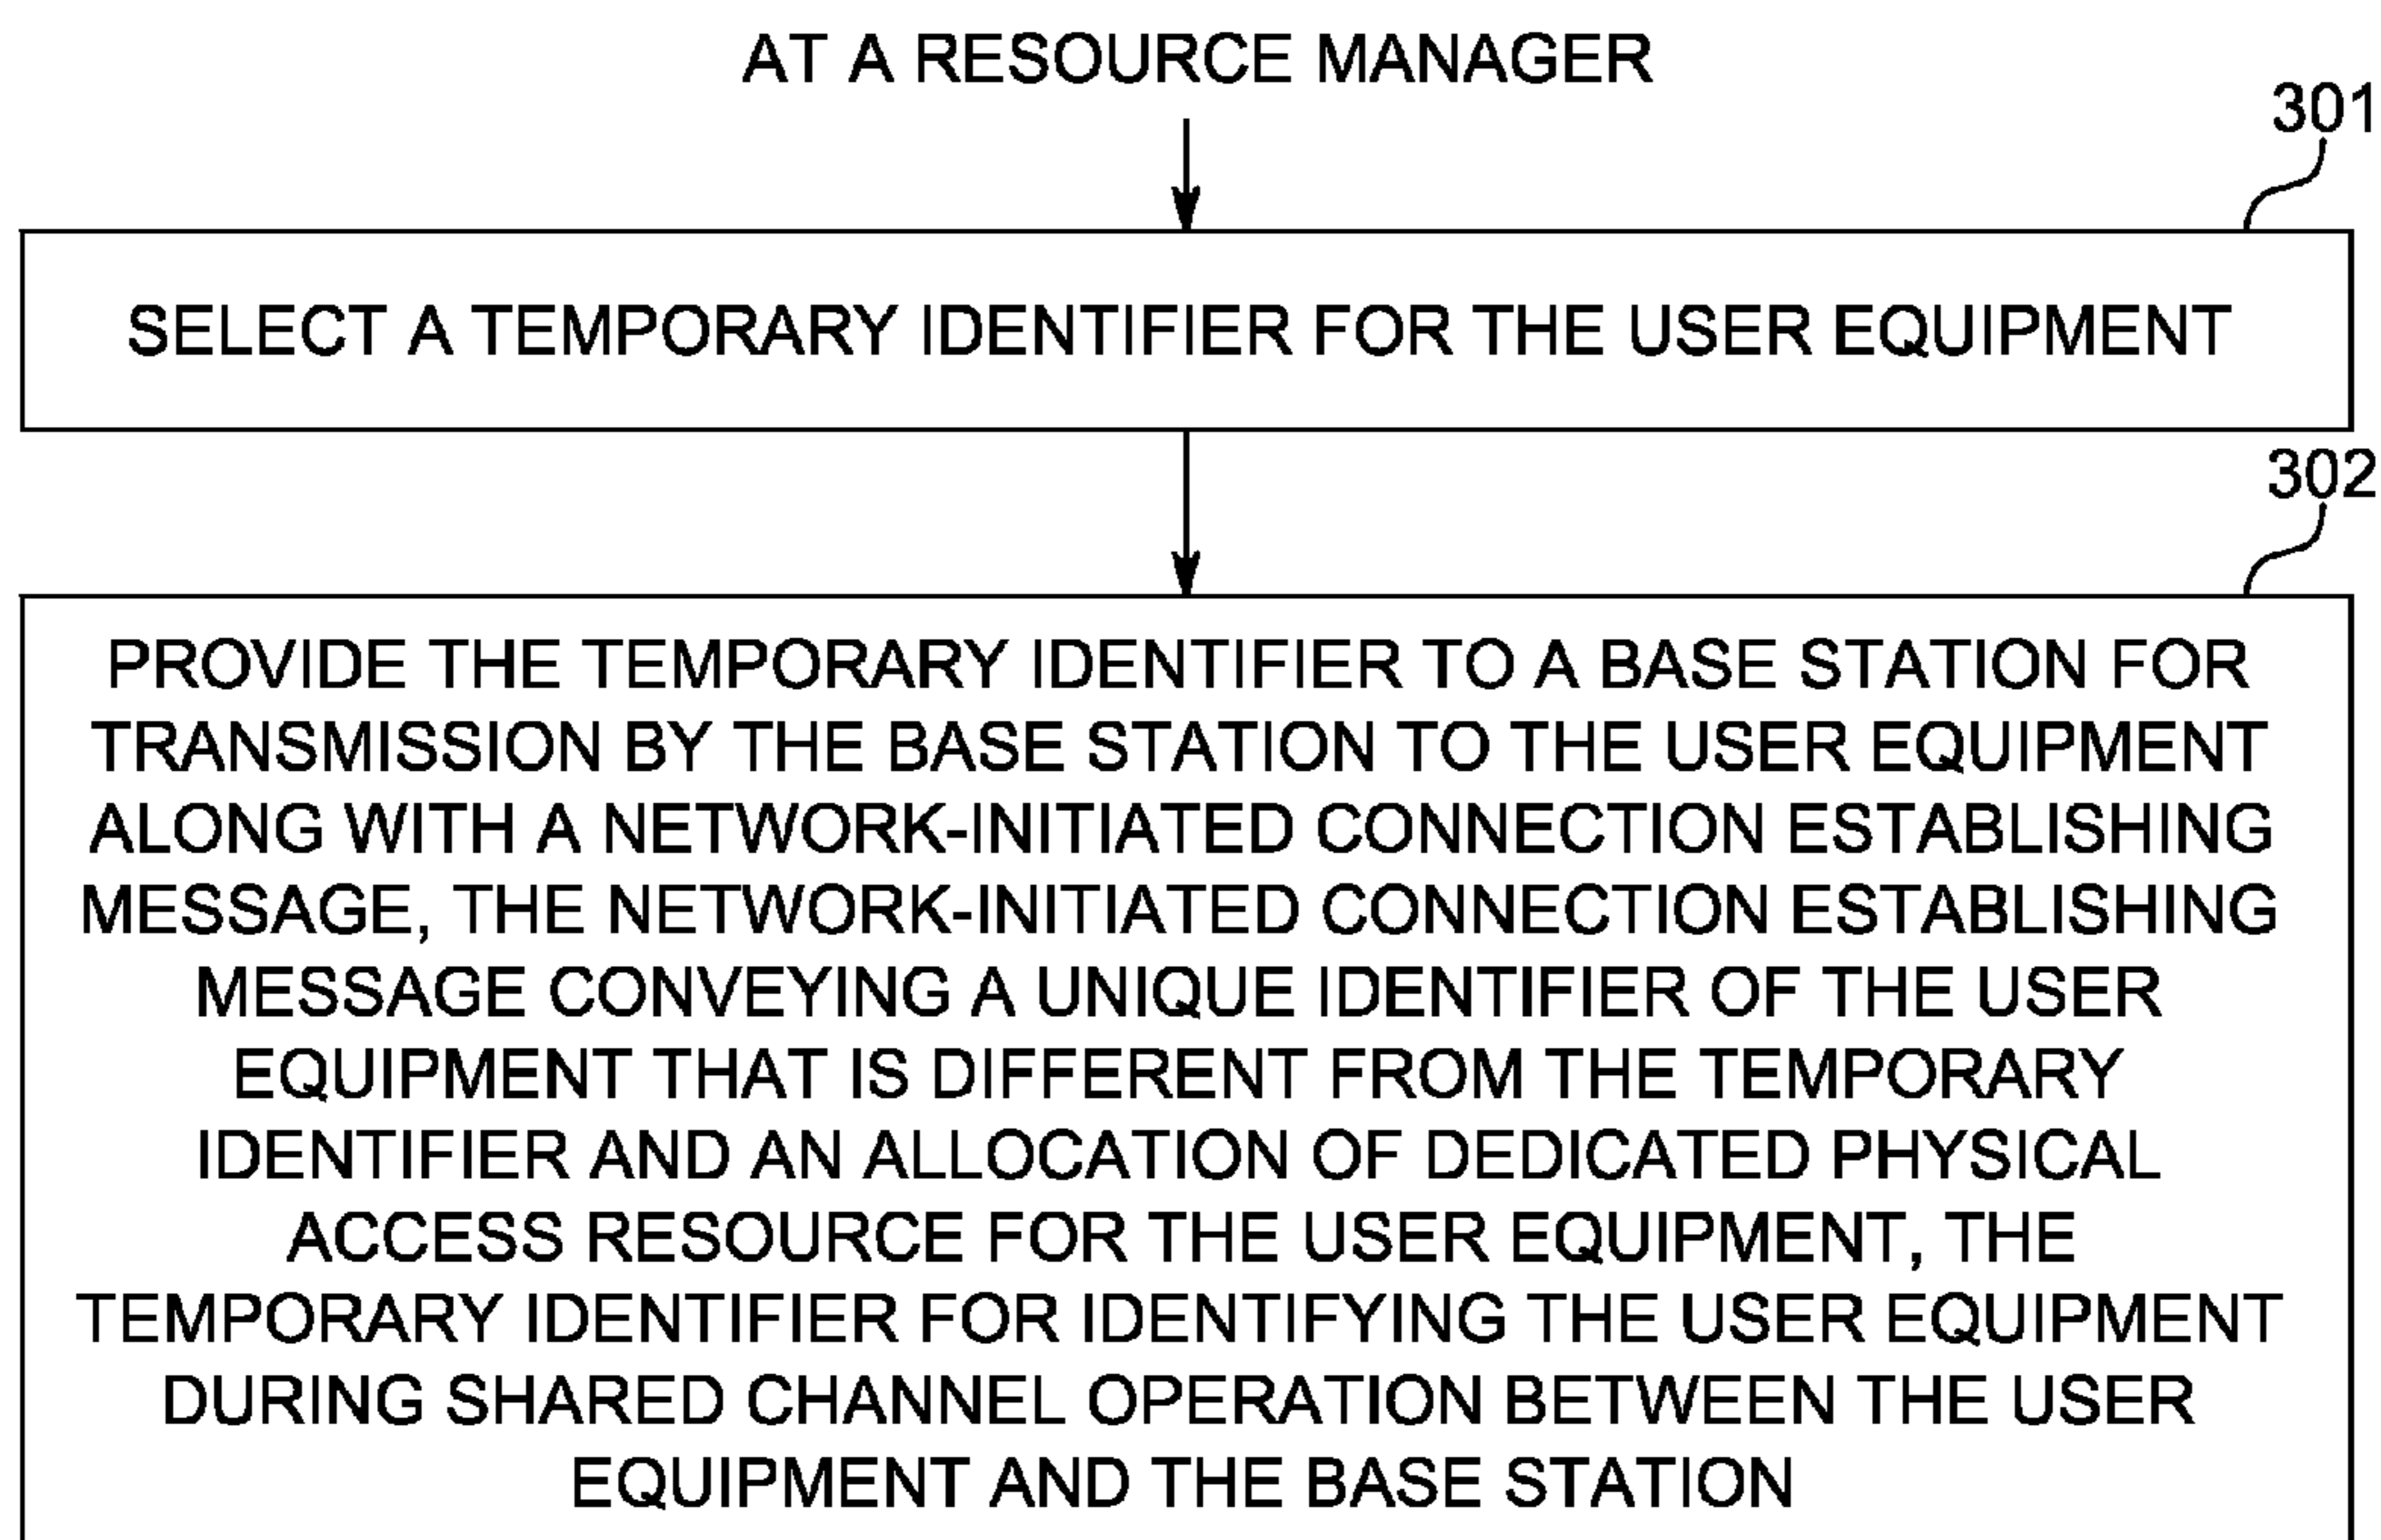 AT A RESOURCE MANAGER
301
SELECT A TEMPORARY IDENTIFIER FOR THE USER EQUIPMENT
302
PROVIDE THE TEMPORARY IDENTIFIER TO A BASE STATION FOR
TRANSMISSION BY THE BASE STATION TO THE USER EQUIPMENT
ALONG WITH A NETWORK-INITIATED CONNECTION ESTABLISHING
MESSAGE, THE NETWORK-INITIATED CONNECTION ESTABLISHING
MESSAGE CONVEYING A UNIQUE IDENTIFIER OF THE USER
EQUIPMENT THAT IS DIFFERENT FROM THE TEMPORARY
IDENTIFIER AND AN ALLOCATION OF DEDICATED PHYSICAL
ACCESS RESOURCE FOR THE USER EQUIPMENT, THE
TEMPORARY IDENTIFIER FOR IDENTIFYING THE USER EQUIPMENT
DURING SHARED CHANNEL OPERATION BETWEEN THE USER
EQUIPMENT AND THE BASE STATION